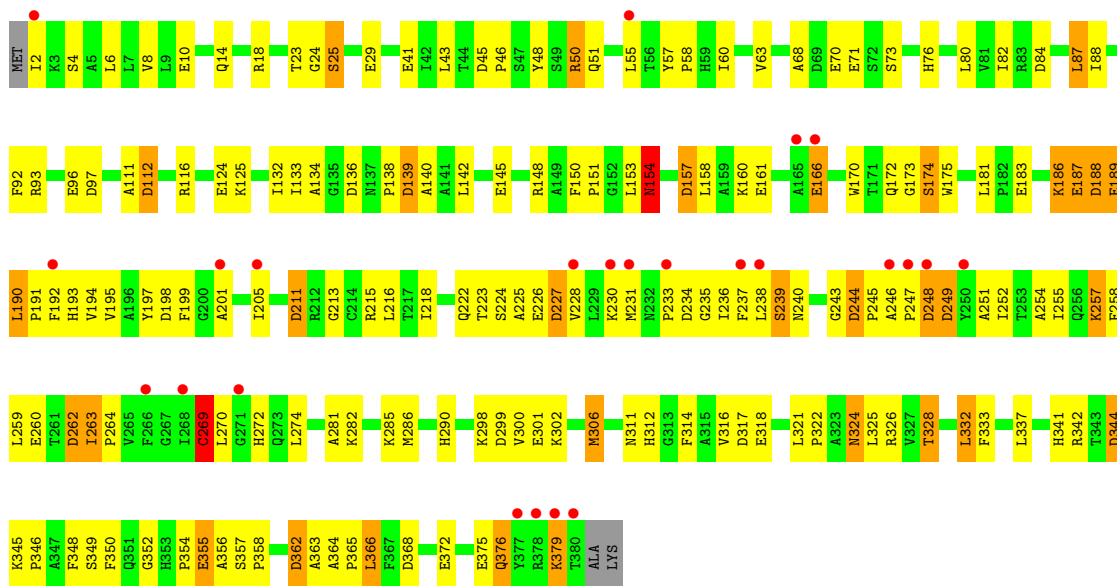 MET I2 K3 S4 A5 L6 L7 V8 L9 E10 Q14 R18 T23 G24 S25 E29 E41 I42 L43 T44 D45 P46 S47 Y48 S49 R50 Q51 L55 T56 Y57 P58 H59 I60 V63 A68 D69 E70 E71 S72 S73 H76 L80 V81 I82 R83 D84 L87 I88
F92 R93 E96 D97 A111 D112 R116 E124 K125 I132 I133 A134 G135 D136 N137 P138 D139 A140 A141 L142 E145 R148 A149 F150 P151 G152 L153 N154 D157 L158 A159 K160 E161 A165 E166 W170 T171 Q172 G173 S174 W175 L181 P182 E183 K186 E187 D188 E189
L190 P191 F192 H193 V194 V195 A196 Y197 D198 F199 G200 A201 I205 D211 R212 G213 C214 R215 L216 T217 I218 Q222 T223 S224 A225 E226 D227 V228 L229 K230 M231 N232 P233 D234 G235 I236 F237 L238 S239 N240 G243 D244 P245 A246 P247 D248 D249 Y250 A251 I252 T253 A254 I255 Q256 K257 F258
L259 E260 T261 D262 I263 P264 V265 F266 G267 I268 C269 L270 G271 H272 Q273 L274 A281 K282 K285 M286 H290 K298 D299 V300 E301 K302 M306 N311 H312 G313 F314 A315 V316 D317 E318 L321 P322 A323 N324 L325 R326 V327 T328 L332 F333 L337 H341 R342 T343 D344
K345 P346 A347 F348 S349 F350 Q351 G352 H353 P354 E355 A356 S357 P358 D362 A363 A364 P365 L366 F367 D368 E372 E375 Q376 Y377 R378 K379 T380 ALA LYS